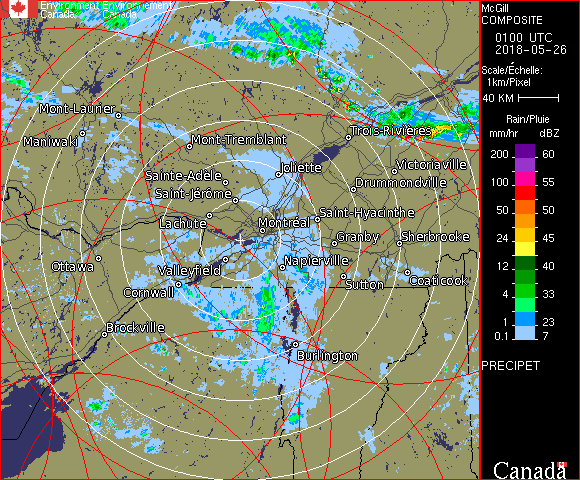 Environment Environnement
Canada Canada
McGill
COMPOSITE
0100 UTC
2018-05-26
Scale/Échelle:
1km/Pixel
40 KM
Rain/Pluie
mm/hr dBZ
200 60
100 55
50 50
24 45
12 40
4 33
1 23
0.1 7
PRECIPET
Canada
Mont-Laurier
Maniwaki
Mont-Tremblant
Trois-Rivières
Sainte-Adèle
Joliette
Victoriaville
Saint-Jérôme
Drummondville
Lachute
Montréal
Saint-Hyacinthe
Granby
Sherbrooke
Ottawa
Valleyfield
Napierville
Cornwall
Sutton
Coaticook
Brockville
Burlington